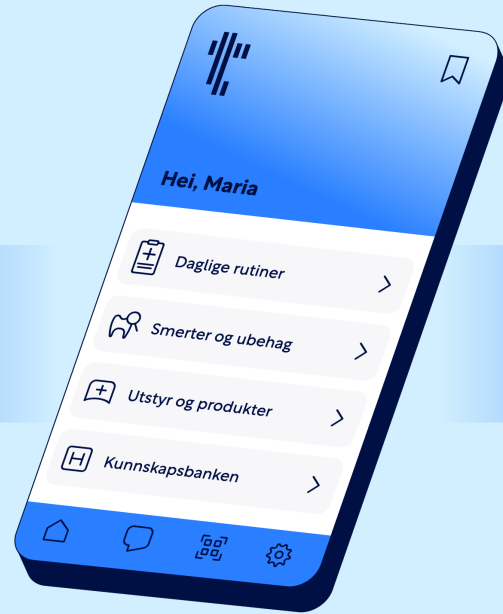 Hei, Maria
Daglige rutiner
Smerter og ubehag
Utstyr og produkter
Kunnskapsbanken